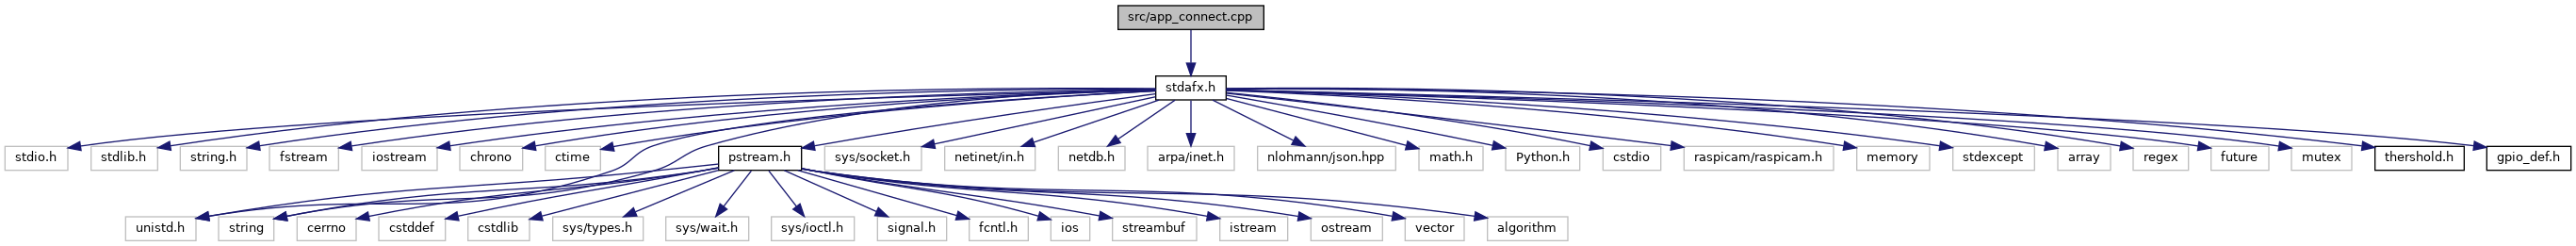 src/app_connect.cpp
stdafx.h
stdio.h
stdlib.h
string.h
fstream
iostream
chrono
ctime
pstream.h
sys/socket.h
netinet/in.h
netdb.h
arpa/inet.h
nlohmann/json.hpp
math.h
Python.h
cstdio
raspicam/raspicam.h
memory
stdexcept
array
regex
future
mutex
thershold.h
gpio_def.h
unistd.h
string
cerrno
cstddef
cstdlib
sys/types.h
sys/wait.h
sys/ioctl.h
signal.h
fcntl.h
ios
streambuf
istream
ostream
vector
algorithm